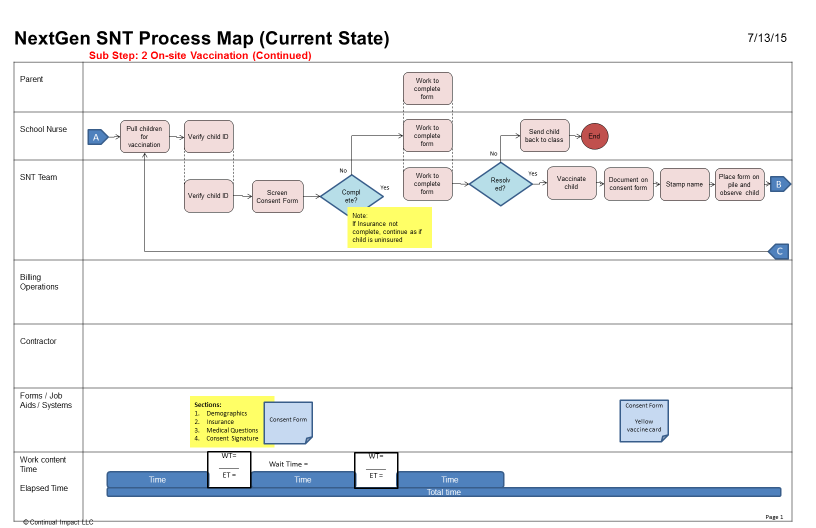 NextGen SNT Process Map (Current State)
7/13/15
Sub Step: 2 On-site Vaccination (Continued)
Parent
Work to
complete
form
School Nurse
A
Pull children
for
vaccination
Verify child ID
Work to
complete
form
Send child
back to class
End
No
No
SNT Team
Verify child ID
Screen
Consent Form
Compl
ete?
Yes
Work to
complete
form
Resolv
ed?
Yes
Vaccinate
child
Document on
consent form
Stamp name
Place form on
pile and
observe child
B
Note:
If Insurance not
complete, continue as if
child is uninsured
C
Billing
Operations
Contractor
Forms / Job
Aids / Systems
Sections:
1. Demographics
2. Insurance
3. Medical Questions
4. Consent Signature
Consent Form
Consent Form
Yellow
vaccine card
Work content
Time
WT=
ET =
Wait Time =
WT=
ET =
Time
Time
Time
Elapsed Time
Total time
Page 1
© Continual Impact LLC